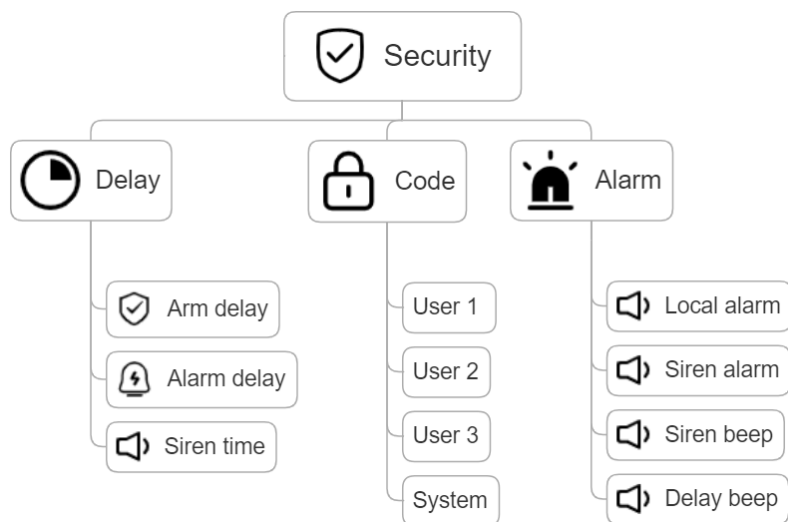 Security
Delay
Code
Alarm
Arm delay
Alarm delay
Siren time
User 1
User 2
User 3
System
Local alarm
Siren alarm
Siren beep
Delay beep